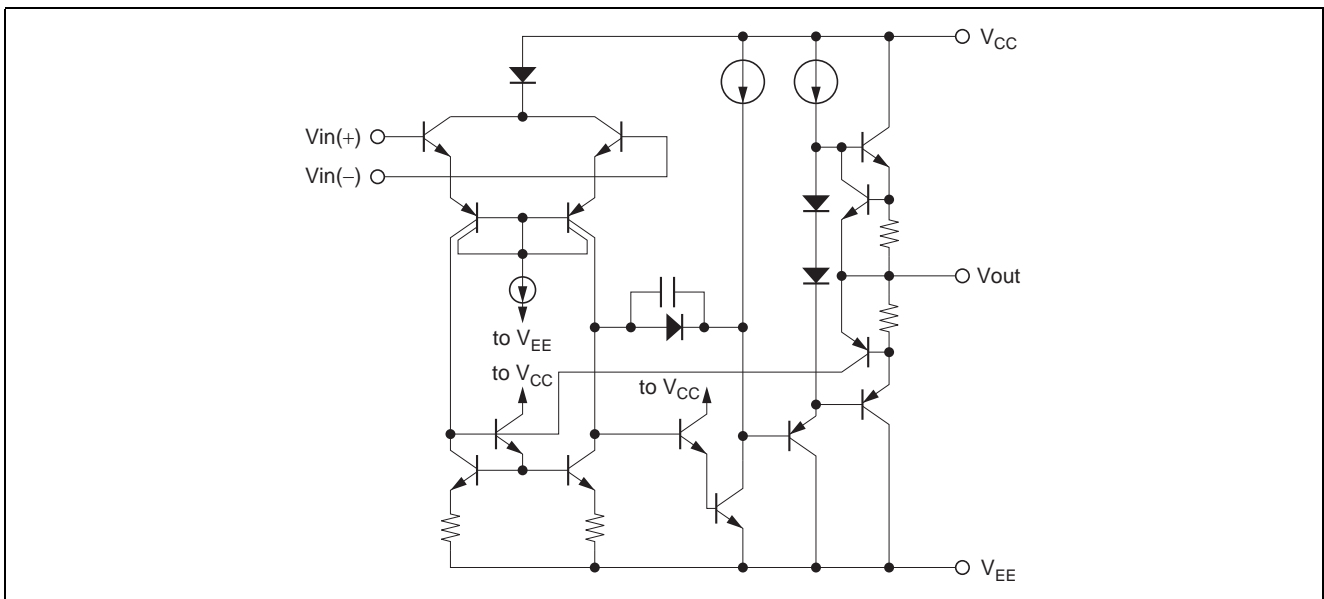 V_CC
Vin(+)
Vin(−)
Vout
to V_EE
to V_CC
to V_CC
V_EE